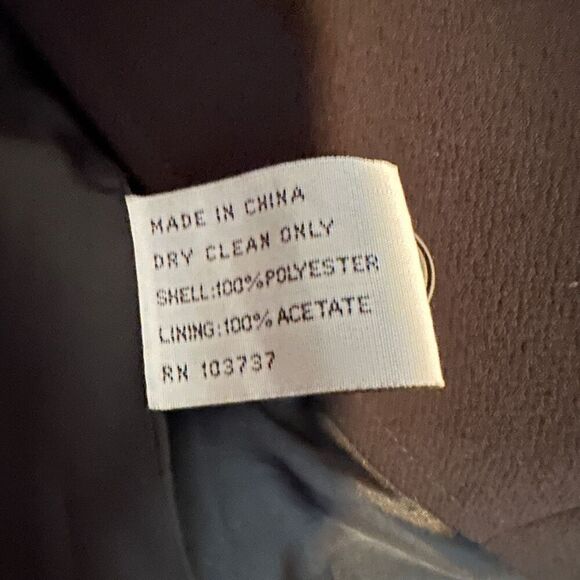 MADE IN CHINA
DRY CLEAN ONLY
SHELL:100%POLYESTER
LINING:100% ACETATE
RN 103737